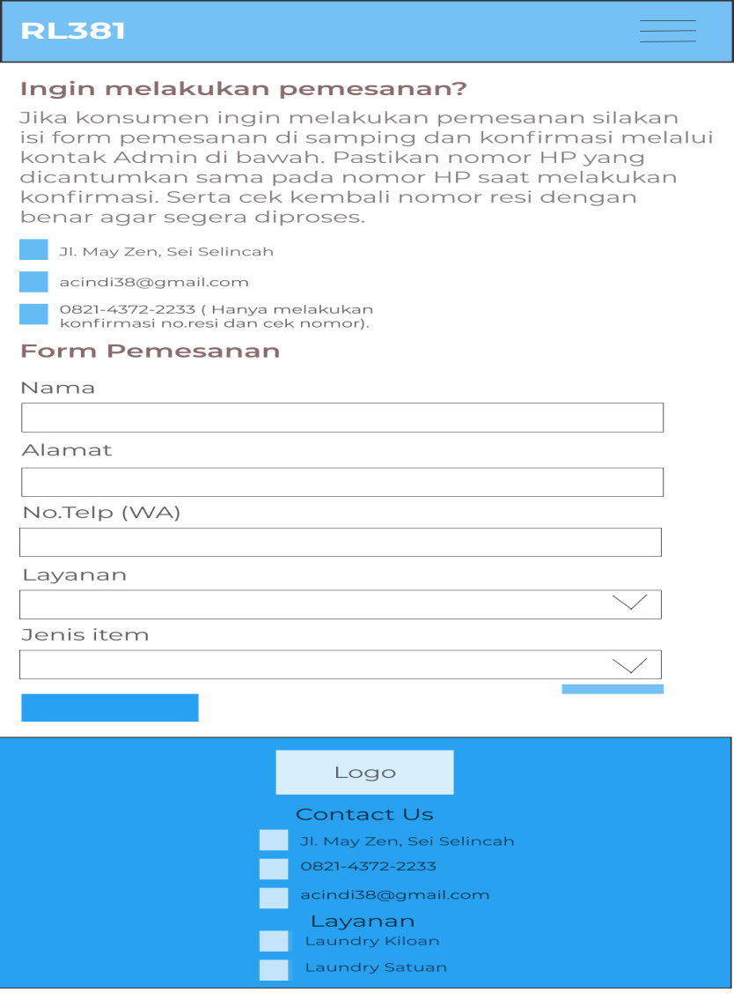 RL381
Ingin melakukan pemesanan?
Jika konsumen ingin melakukan pemesanan silakan
isi form pemesanan di samping dan konfirmasi melalui
kontak Admin di bawah. Pastikan nomor HP yang
dicantumkan sama pada nomor HP saat melakukan
konfirmasi. Serta cek kembali nomor resi dengan
benar agar segera diproses.
Jl. May Zen, Sei Selincah
acindi38@gmail.com
0821-4372-2233 ( Hanya melakukan
konfirmasi no.resi dan cek nomor).
Form Pemesanan
Nama
Alamat
No.Telp (WA)
Layanan
Jenis item
Logo
Contact Us
Jl. May Zen, Sei Selincah
0821-4372-2233
acindi38@gmail.com
Layanan
Laundry Kiloan
Laundry Satuan